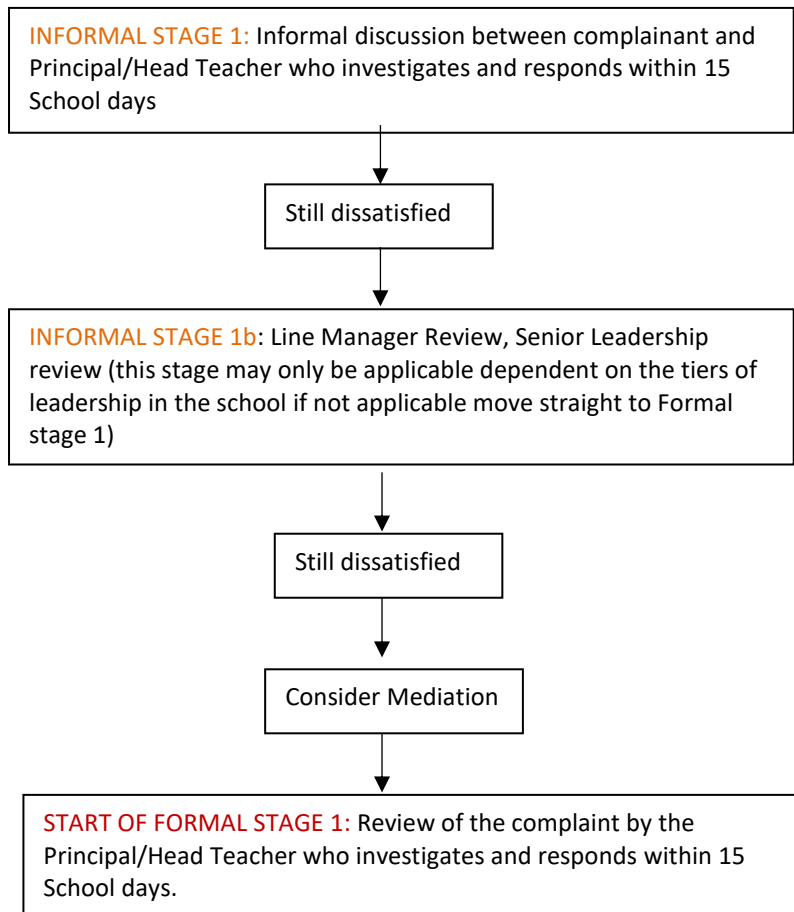 INFORMAL STAGE 1: Informal discussion between complainant and
Principal/Head Teacher who investigates and responds within 15
School days
Still dissatisfied
INFORMAL STAGE 1b: Line Manager Review, Senior Leadership
review (this stage may only be applicable dependent on the tiers of
leadership in the school if not applicable move straight to Formal
stage 1)
Still dissatisfied
Consider Mediation
START OF FORMAL STAGE 1: Review of the complaint by the
Principal/Head Teacher who investigates and responds within 15
School days.